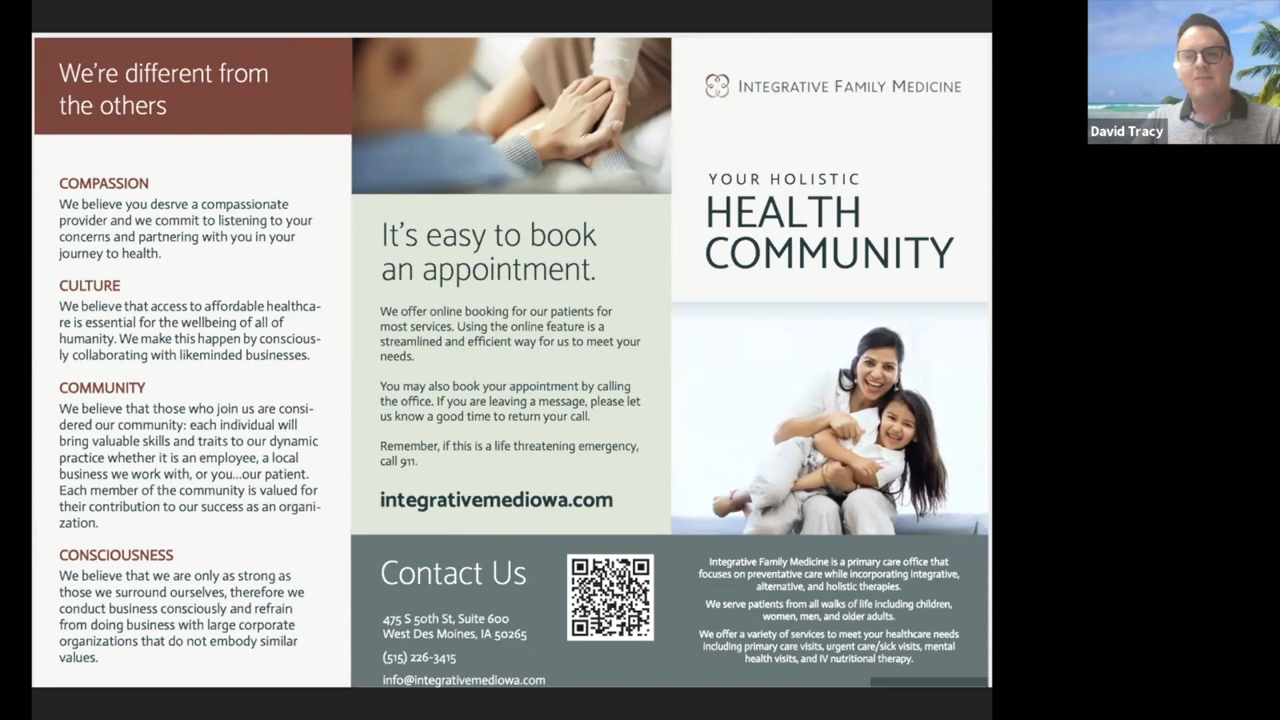 We're different from
the others
COMPASSION
We believe you desrve a compassionate
provider and we commit to listening to your
concerns and partnering with you in your
journey to health.
CULTURE
We believe that access to affordable healthca-
re is essential for the wellbeing of all of
humanity. We make this happen by conscious-
ly collaborating with likeminded businesses.
COMMUNITY
We believe that those who join us are consi-
dered our community: each individual will
bring valuable skills and traits to our dynamic
practice whether it is an employee, a local
business we work with, or you...our patient.
Each member of the community is valued for
their contribution to our success as an organi-
zation.
CONSCIOUSNESS
We believe that we are only as strong as
those we surround ourselves, therefore we
conduct business consciously and refrain
from doing business with large corporate
organizations that do not embody similar
values.
It's easy to book
an appointment.
We offer online booking for our patients for
most services. Using the online feature is a
streamlined and efficient way for us to meet your
needs.
You may also book your appointment by calling
the office. If you are leaving a message, please let
us know a good time to return your call.
Remember, if this is a life threatening emergency,
call 911.
integrativemediowa.com
Contact Us
475 S 50th St, Suite 600
West Des Moines, IA 50265
(515) 226-3415
info@integrativemediowa.com
INTEGRATIVE FAMILY MEDICINE
YOUR HOLISTIC
HEALTH
COMMUNITY
Integrative Family Medicine is a primary care office that
focuses on preventative care while incorporating integrative,
alternative, and holistic therapies.
We serve patients from all walks of life including children,
women, men, and older adults.
We offer a variety of services to meet your healthcare needs
including primary care visits, urgent care/sick visits, mental
health visits, and IV nutritional therapy.
David Tracy